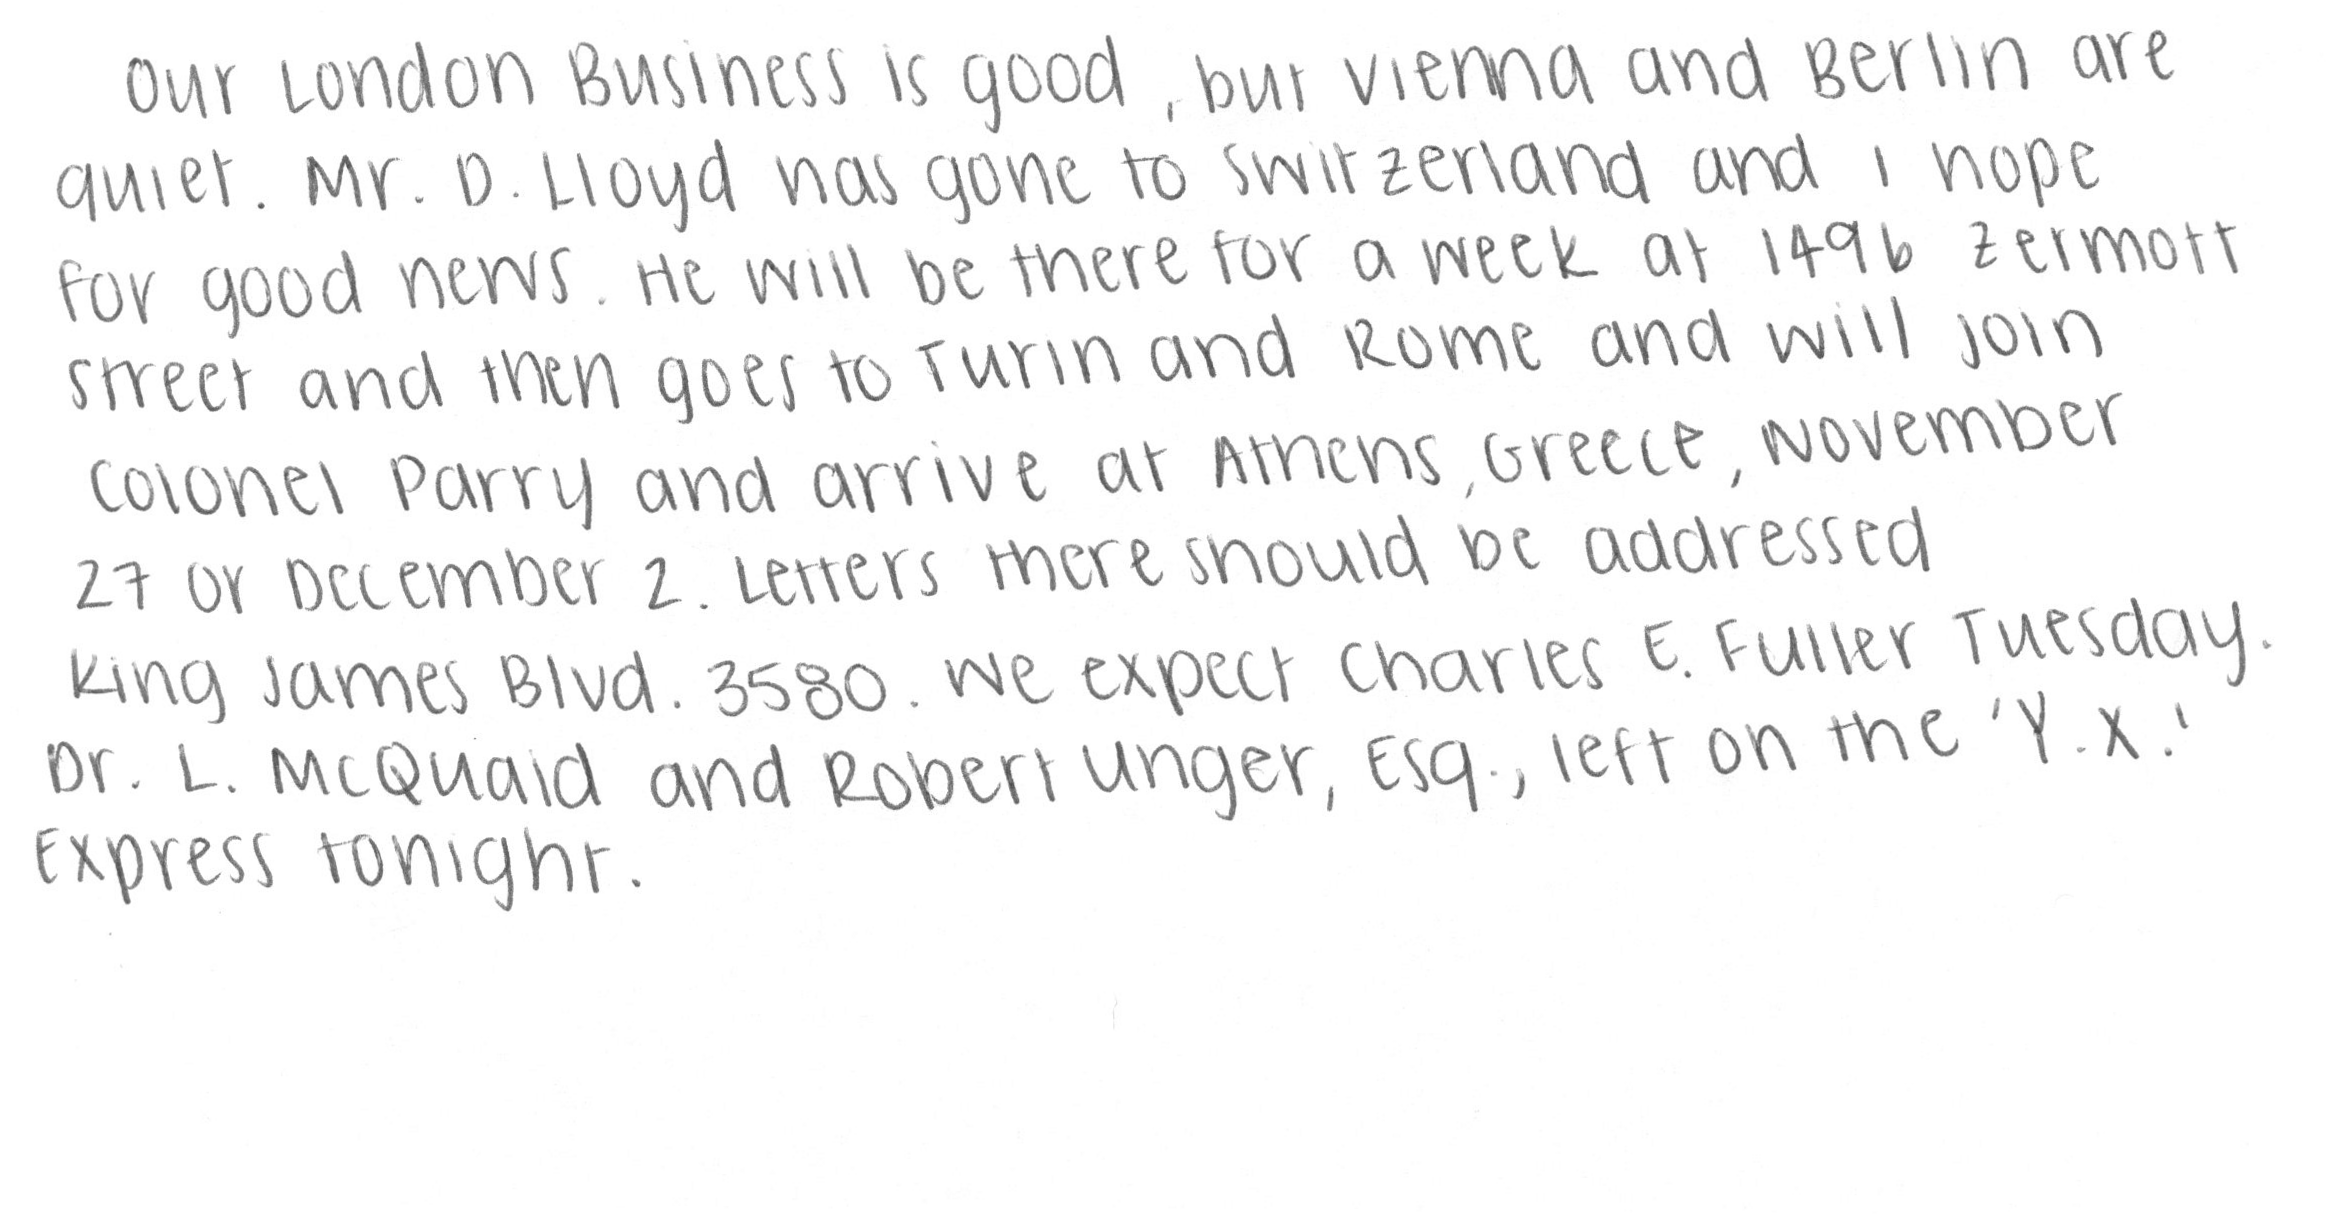 Our London Business is good, but Vienna and Berlin are
quiet. Mr. D. Lloyd has gone to Switzerland and I hope
for good news. He will be there for a week at 1496 Zermott
street and then goes to Turin and Rome and will join
Colonel Parry and arrive at Athens, Greece, November
27 or December 2. Letters there should be addressed
King James Blvd. 3580. We expect Charles E. Fuller Tuesday.
Dr. L. McQuaid and Robert Unger, Esq., left on the 'Y.X.'
Express tonight.